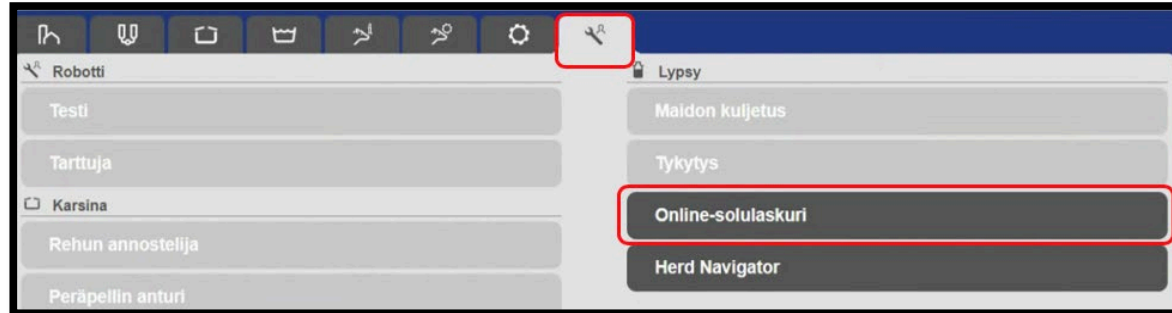 Robotti
Testi
Tarttuja
Karsina
Rehun annostelija
Peräpellin anturi
Lypsy
Maidon kuljetus
Tykytys
Online-solulaskuri
Herd Navigator